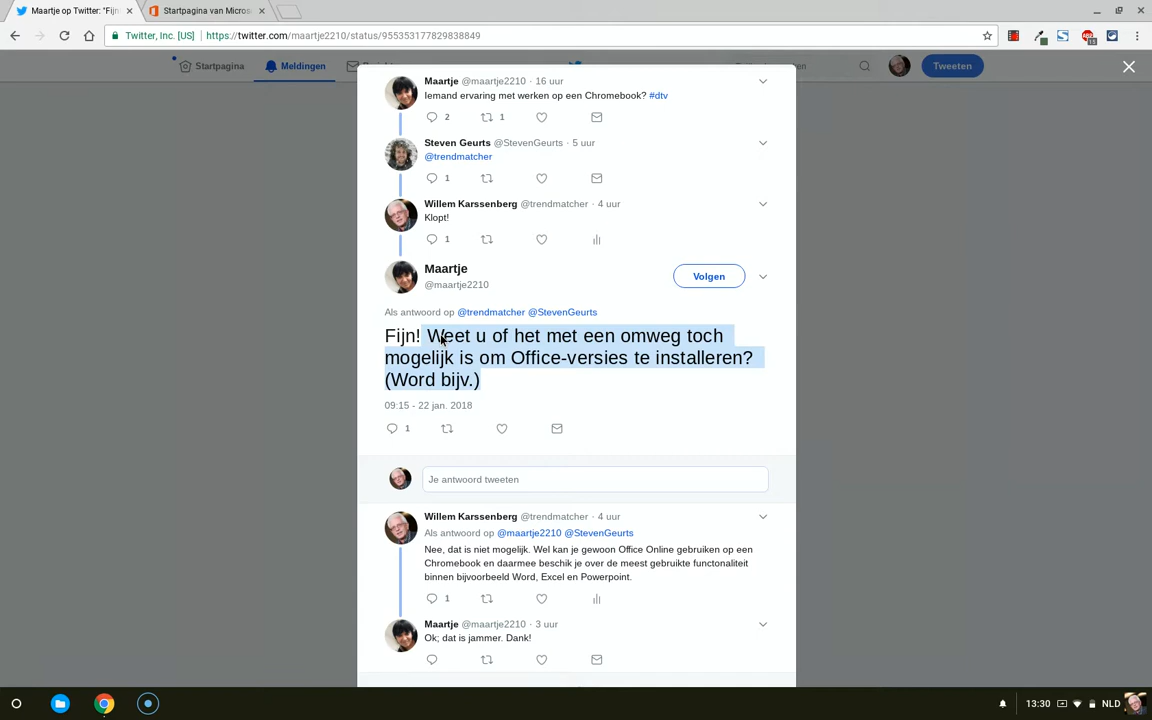 Maartje op Twitter: "Fijn
Startpagina van Micros
Twitter, Inc. [US]
https://twitter.com/maartje2210/status/955353177829838849
Startpagina
Meldingen
Tweeten
Maartje @maartje2210 · 16 uur
Iemand ervaring met werken op een Chromebook? #dtv
2
1
Steven Geurts @StevenGeurts · 5 uur
@trendmatcher
1
Willem Karssenberg @trendmatcher · 4 uur
Klopt!
1
Maartje
@maartje2210
Volgen
Als antwoord op @trendmatcher @StevenGeurts
Fijn! Weet u of het met een omweg toch
mogelijk is om Office-versies te installeren?
(Word bijv.)
09:15 - 22 jan. 2018
1
Je antwoord tweeten
Willem Karssenberg @trendmatcher · 4 uur
Als antwoord op @maartje2210 @StevenGeurts
Nee, dat is niet mogelijk. Wel kan je gewoon Office Online gebruiken op een
Chromebook en daarmee beschik je over de meest gebruikte functonaliteit
binnen bijvoorbeeld Word, Excel en Powerpoint.
1
Maartje @maartje2210 · 3 uur
Ok; dat is jammer. Dank!
13:30
NLD